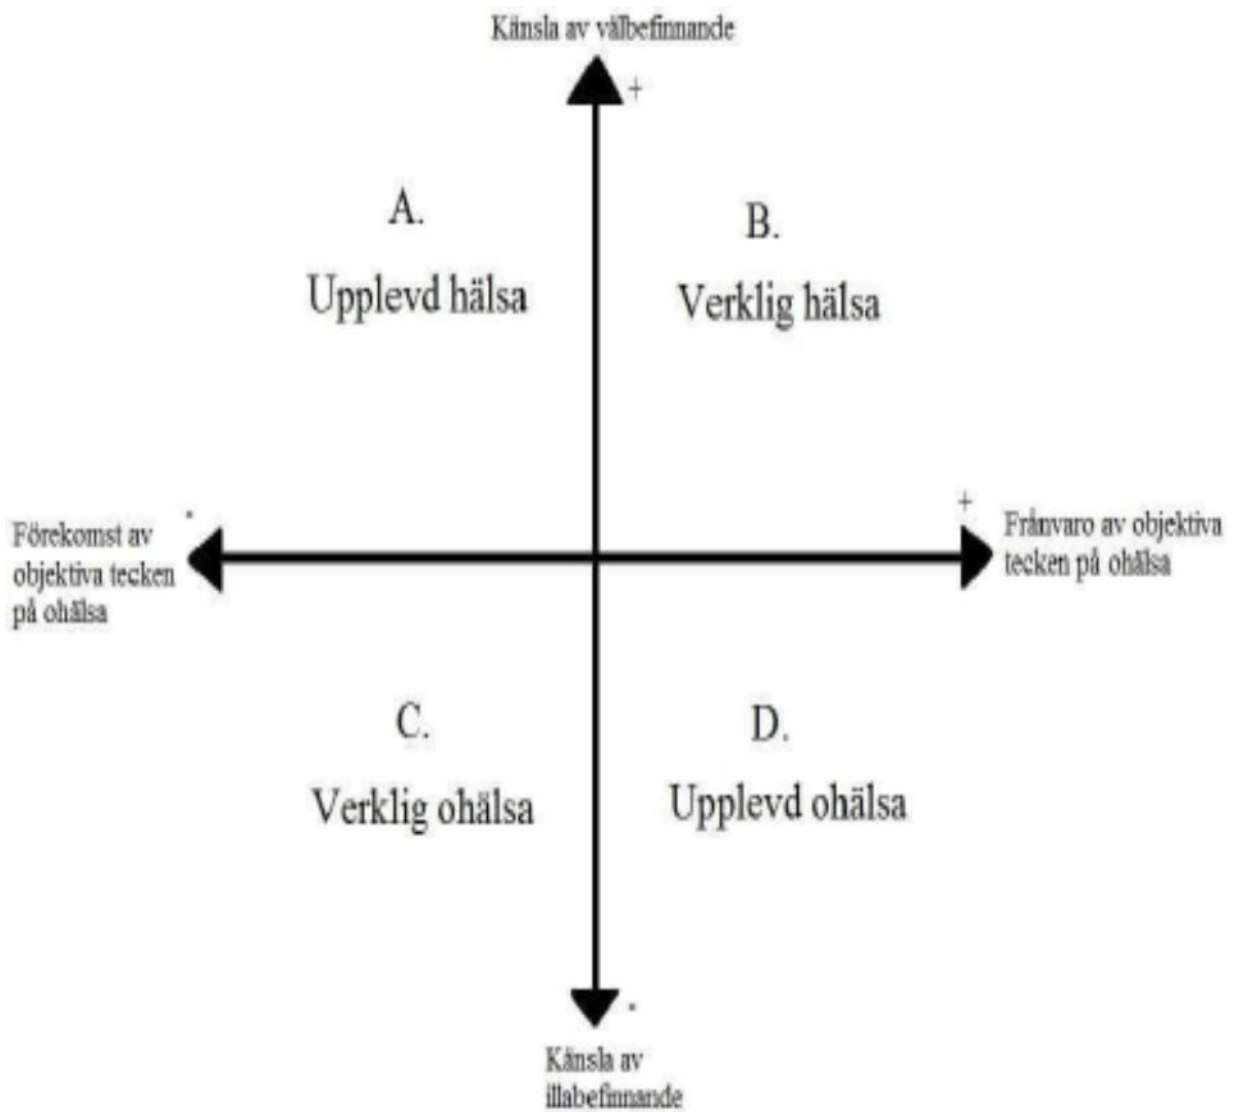 Känsla av välbefinnande
+
A.
Upplevd hälsa
B.
Verklig hälsa
-
Förekomst av
objektiva tecken
på ohälsa
+
Frånvaro av objektiva
tecken på ohälsa
C.
Verklig ohälsa
D.
Upplevd ohälsa
-
Känsla av
illabefinnande